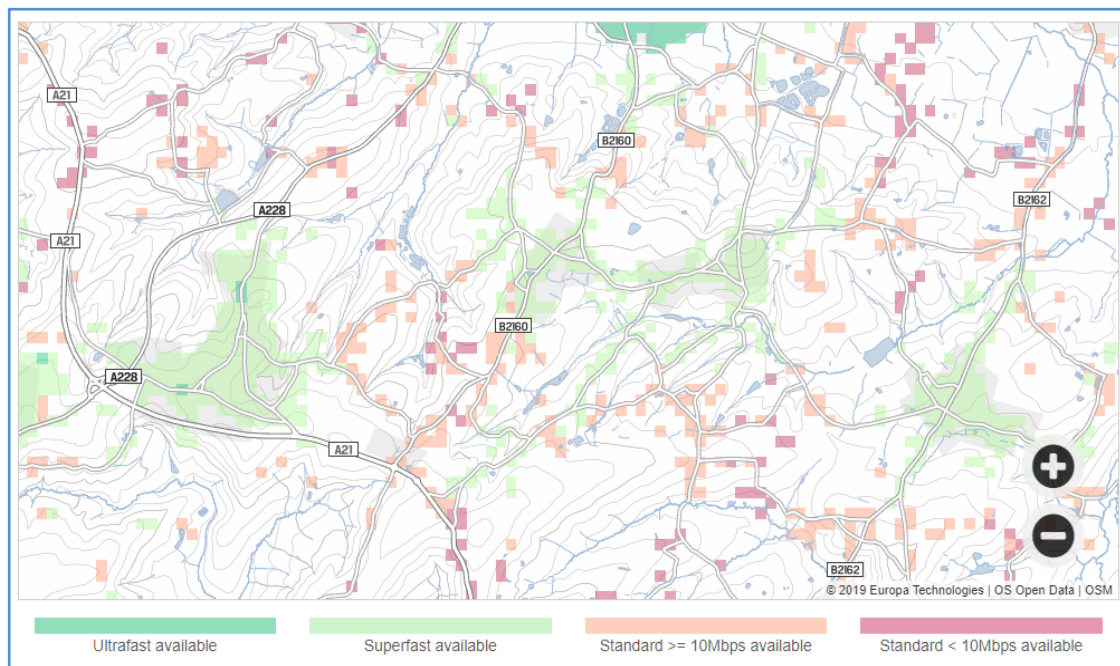 A21
B2160
B2162
A228
A21
B2160
A228
A21
B2162
© 2019 Europa Technologies | OS Open Data | OSM
Ultrafast available
Superfast available
Standard >= 10Mbps available
Standard < 10Mbps available